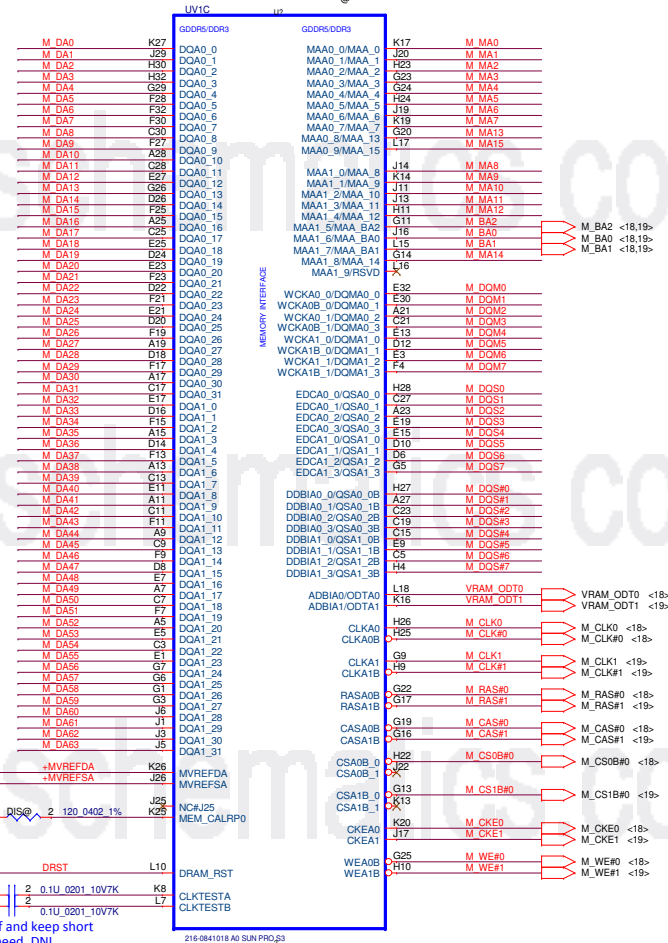 UV1C
U?
@
GDDR5/DDR3 GDDR5/DDR3
M_DA0 K27 DQA0_0
M_DA1 J29 DQA0_1
M_DA2 H30 DQA0_2
M_DA3 H32 DQA0_3
M_DA4 G29 DQA0_4
M_DA5 F28 DQA0_5
M_DA6 F32 DQA0_6
M_DA7 F30 DQA0_7
M_DA8 C30 DQA0_8
M_DA9 F27 DQA0_9
M_DA10 A28 DQA0_10
M_DA11 C28 DQA0_11
M_DA12 E27 DQA0_12
M_DA13 G26 DQA0_13
M_DA14 D26 DQA0_14
M_DA15 F25 DQA0_15
M_DA16 A25 DQA0_16
M_DA17 C25 DQA0_17
M_DA18 E25 DQA0_18
M_DA19 D24 DQA0_19
M_DA20 E23 DQA0_20
M_DA21 F23 DQA0_21
M_DA22 D22 DQA0_22
M_DA23 F21 DQA0_23
M_DA24 E21 DQA0_24
M_DA25 D20 DQA0_25
M_DA26 F19 DQA0_26
M_DA27 A19 DQA0_27
M_DA28 D18 DQA0_28
M_DA29 F17 DQA0_29
M_DA30 A17 DQA0_30
M_DA31 C17 DQA0_31
M_DA32 E17 DQA1_0
M_DA33 D16 DQA1_1
M_DA34 F15 DQA1_2
M_DA35 A15 DQA1_3
M_DA36 D14 DQA1_4
M_DA37 F13 DQA1_5
M_DA38 A13 DQA1_6
M_DA39 C13 DQA1_7
M_DA40 E11 DQA1_8
M_DA41 A11 DQA1_9
M_DA42 C11 DQA1_10
M_DA43 F11 DQA1_11
M_DA44 A9 DQA1_12
M_DA45 C9 DQA1_13
M_DA46 F9 DQA1_14
M_DA47 D8 DQA1_15
M_DA48 E7 DQA1_16
M_DA49 A7 DQA1_17
M_DA50 C7 DQA1_18
M_DA51 F7 DQA1_19
M_DA52 A5 DQA1_20
M_DA53 E5 DQA1_21
M_DA54 C3 DQA1_22
M_DA55 E1 DQA1_23
M_DA56 G7 DQA1_24
M_DA57 G6 DQA1_25
M_DA58 G1 DQA1_26
M_DA59 G3 DQA1_27
M_DA60 J6 DQA1_28
M_DA61 J1 DQA1_29
M_DA62 J3 DQA1_30
M_DA63 J5 DQA1_31
+MVREFDA K26 MVREFDA
+MVREFSA J26 MVREFSA
J25 NC#J25
DIS@ 2 120_0402_1% K25 MEM_CALRP0
DRST L10 DRAM_RST
2 0.1U_0201_10V7K K8 CLKTESTA
2 0.1U_0201_10V7K L7 CLKTESTB
MEMORY INTERFACE
MAA0_0/MAA_0 K17 M_MA0
MAA0_1/MAA_1 J20 M_MA1
MAA0_2/MAA_2 H23 M_MA2
MAA0_3/MAA_3 G23 M_MA3
MAA0_4/MAA_4 G24 M_MA4
MAA0_5/MAA_5 H24 M_MA5
MAA0_6/MAA_6 J19 M_MA6
MAA0_7/MAA_7 K19 M_MA7
MAA0_8/MAA_13 G20 M_MA13
MAA0_9/MAA_15 L17 M_MA15
MAA1_0/MAA_8 J14 M_MA8
MAA1_1/MAA_9 K14 M_MA9
MAA1_2/MAA_10 J11 M_MA10
MAA1_3/MAA_11 J13 M_MA11
MAA1_4/MAA_12 H11 M_MA12
MAA1_5/MAA_BA2 G11 M_BA2 M_BA2 <18,19>
MAA1_6/MAA_BA0 J16 M_BA0 M_BA0 <18,19>
MAA1_7/MAA_BA1 L15 M_BA1 M_BA1 <18,19>
MAA1_8/MAA_14 G14 M_MA14
MAA1_9/RSVD L16
WCKA0_0/DQMA0_0 E32 M_DQM0
WCKA0B_0/DQMA0_1 E30 M_DQM1
WCKA0_1/DQMA0_2 A21 M_DQM2
WCKA0B_1/DQMA0_3 C21 M_DQM3
WCKA1_0/DQMA1_0 E13 M_DQM4
WCKA1B_0/DQMA1_1 D12 M_DQM5
WCKA1_1/DQMA1_2 E3 M_DQM6
WCKA1B_1/DQMA1_3 F4 M_DQM7
EDCA0_0/QSA0_0 H28 M_DQS0
EDCA0_1/QSA0_1 C27 M_DQS1
EDCA0_2/QSA0_2 A23 M_DQS2
EDCA0_3/QSA0_3 E19 M_DQS3
EDCA1_0/QSA1_0 E15 M_DQS4
EDCA1_1/QSA1_1 D10 M_DQS5
EDCA1_2/QSA1_2 D6 M_DQS6
EDCA1_3/QSA1_3 G5 M_DQS7
DDBIA0_0/QSA0_0B H27 M_DQS#0
DDBIA0_1/QSA0_1B A27 M_DQS#1
DDBIA0_2/QSA0_2B C23 M_DQS#2
DDBIA0_3/QSA0_3B C19 M_DQS#3
DDBIA1_0/QSA1_0B C15 M_DQS#4
DDBIA1_1/QSA1_1B E9 M_DQS#5
DDBIA1_2/QSA1_2B C5 M_DQS#6
DDBIA1_3/QSA1_3B H4 M_DQS#7
ADBIA0/ODTA0 L18 VRAM_ODT0 VRAM_ODT0 <18>
ADBIA1/ODTA1 K16 VRAM_ODT1 VRAM_ODT1 <19>
CLKA0 H26 M_CLK0 M_CLK0 <18>
CLKA0B H25 M_CLK#0 M_CLK#0 <18>
CLKA1 G9 M_CLK1 M_CLK1 <19>
CLKA1B H9 M_CLK#1 M_CLK#1 <19>
RASA0B G22 M_RAS#0 M_RAS#0 <18>
RASA1B G17 M_RAS#1 M_RAS#1 <19>
CASA0B G19 M_CAS#0 M_CAS#0 <18>
CASA1B G16 M_CAS#1 M_CAS#1 <19>
CSA0B_0 H22 M_CS0B#0 M_CS0B#0 <18>
CSA0B_1 J22
CSA1B_0 G13 M_CS1B#0 M_CS1B#0 <19>
CSA1B_1 K13
CKEA0 K20 M_CKE0 M_CKE0 <18>
CKEA1 J17 M_CKE1 M_CKE1 <19>
WEA0B G25 M_WE#0 M_WE#0 <18>
WEA1B H10 M_WE#1 M_WE#1 <19>
f and keep short
need, DNI
216-0841018 A0 SUN PRO S3
schematics.co
schematics.co
schematics.co